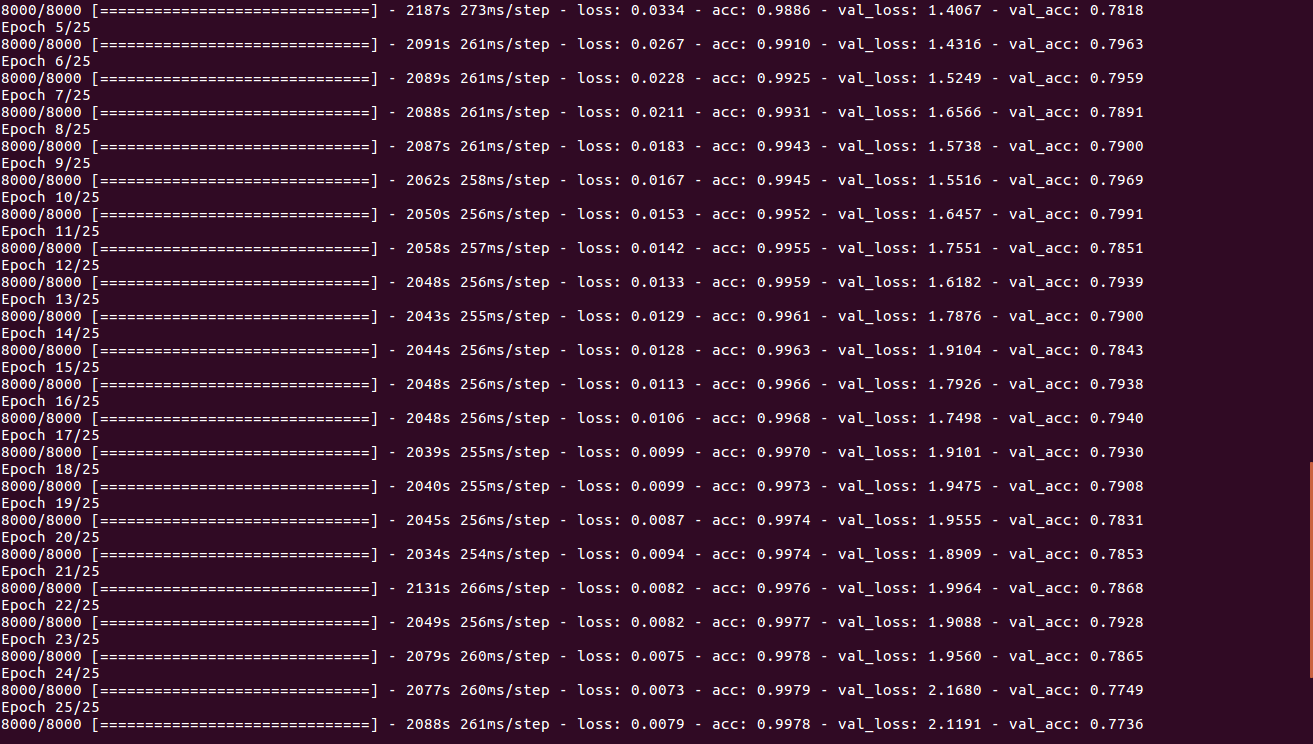 8000/8000 [==============================] - 2187s 273ms/step - loss: 0.0334 - acc: 0.9886 - val_loss: 1.4067 - val_acc: 0.7818
Epoch 5/25
8000/8000 [==============================] - 2091s 261ms/step - loss: 0.0267 - acc: 0.9910 - val_loss: 1.4316 - val_acc: 0.7963
Epoch 6/25
8000/8000 [==============================] - 2089s 261ms/step - loss: 0.0228 - acc: 0.9925 - val_loss: 1.5249 - val_acc: 0.7959
Epoch 7/25
8000/8000 [==============================] - 2088s 261ms/step - loss: 0.0211 - acc: 0.9931 - val_loss: 1.6566 - val_acc: 0.7891
Epoch 8/25
8000/8000 [==============================] - 2087s 261ms/step - loss: 0.0183 - acc: 0.9943 - val_loss: 1.5738 - val_acc: 0.7900
Epoch 9/25
8000/8000 [==============================] - 2062s 258ms/step - loss: 0.0167 - acc: 0.9945 - val_loss: 1.5516 - val_acc: 0.7969
Epoch 10/25
8000/8000 [==============================] - 2050s 256ms/step - loss: 0.0153 - acc: 0.9952 - val_loss: 1.6457 - val_acc: 0.7991
Epoch 11/25
8000/8000 [==============================] - 2058s 257ms/step - loss: 0.0142 - acc: 0.9955 - val_loss: 1.7551 - val_acc: 0.7851
Epoch 12/25
8000/8000 [==============================] - 2048s 256ms/step - loss: 0.0133 - acc: 0.9959 - val_loss: 1.6182 - val_acc: 0.7939
Epoch 13/25
8000/8000 [==============================] - 2043s 255ms/step - loss: 0.0129 - acc: 0.9961 - val_loss: 1.7876 - val_acc: 0.7900
Epoch 14/25
8000/8000 [==============================] - 2044s 256ms/step - loss: 0.0128 - acc: 0.9963 - val_loss: 1.9104 - val_acc: 0.7843
Epoch 15/25
8000/8000 [==============================] - 2048s 256ms/step - loss: 0.0113 - acc: 0.9966 - val_loss: 1.7926 - val_acc: 0.7938
Epoch 16/25
8000/8000 [==============================] - 2048s 256ms/step - loss: 0.0106 - acc: 0.9968 - val_loss: 1.7498 - val_acc: 0.7940
Epoch 17/25
8000/8000 [==============================] - 2039s 255ms/step - loss: 0.0099 - acc: 0.9970 - val_loss: 1.9101 - val_acc: 0.7930
Epoch 18/25
8000/8000 [==============================] - 2040s 255ms/step - loss: 0.0099 - acc: 0.9973 - val_loss: 1.9475 - val_acc: 0.7908
Epoch 19/25
8000/8000 [==============================] - 2045s 256ms/step - loss: 0.0087 - acc: 0.9974 - val_loss: 1.9555 - val_acc: 0.7831
Epoch 20/25
8000/8000 [==============================] - 2034s 254ms/step - loss: 0.0094 - acc: 0.9974 - val_loss: 1.8909 - val_acc: 0.7853
Epoch 21/25
8000/8000 [==============================] - 2131s 266ms/step - loss: 0.0082 - acc: 0.9976 - val_loss: 1.9964 - val_acc: 0.7868
Epoch 22/25
8000/8000 [==============================] - 2049s 256ms/step - loss: 0.0082 - acc: 0.9977 - val_loss: 1.9088 - val_acc: 0.7928
Epoch 23/25
8000/8000 [==============================] - 2079s 260ms/step - loss: 0.0075 - acc: 0.9978 - val_loss: 1.9560 - val_acc: 0.7865
Epoch 24/25
8000/8000 [==============================] - 2077s 260ms/step - loss: 0.0073 - acc: 0.9979 - val_loss: 2.1680 - val_acc: 0.7749
Epoch 25/25
8000/8000 [==============================] - 2088s 261ms/step - loss: 0.0079 - acc: 0.9978 - val_loss: 2.1191 - val_acc: 0.7736